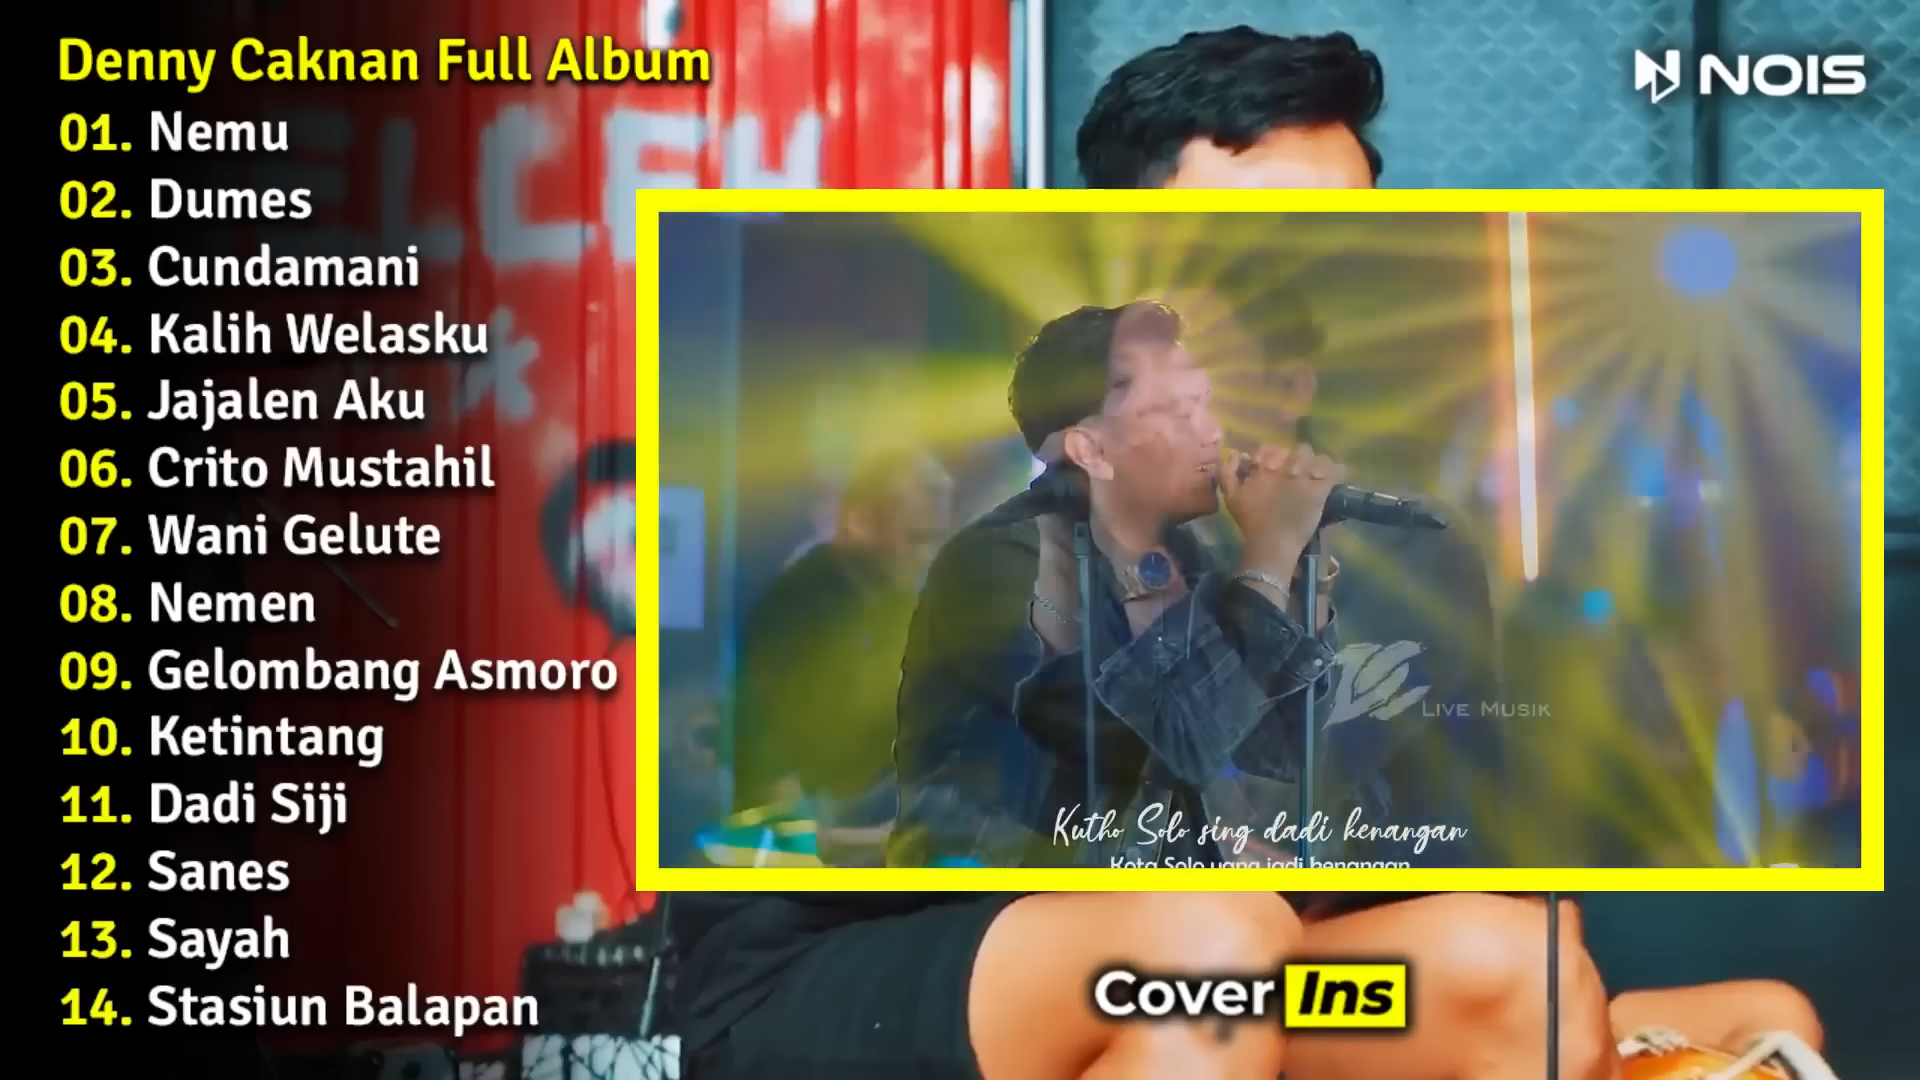 Denny Caknan Full Album
01. Nemu
02. Dumes
03. Cundamani
04. Kalih Welasku
05. Jajalen Aku
06. Crito Mustahil
07. Wani Gelute
08. Nemen
09. Gelombang Asmoro
10. Ketintang
11. Dadi Siji
12. Sanes
13. Sayah
14. Stasiun Balapan
NOIS
LIVE MUSIK
Kutho Solo sing dadi kenangan
Kota Solo yang jadi kenangan
Cover Ins